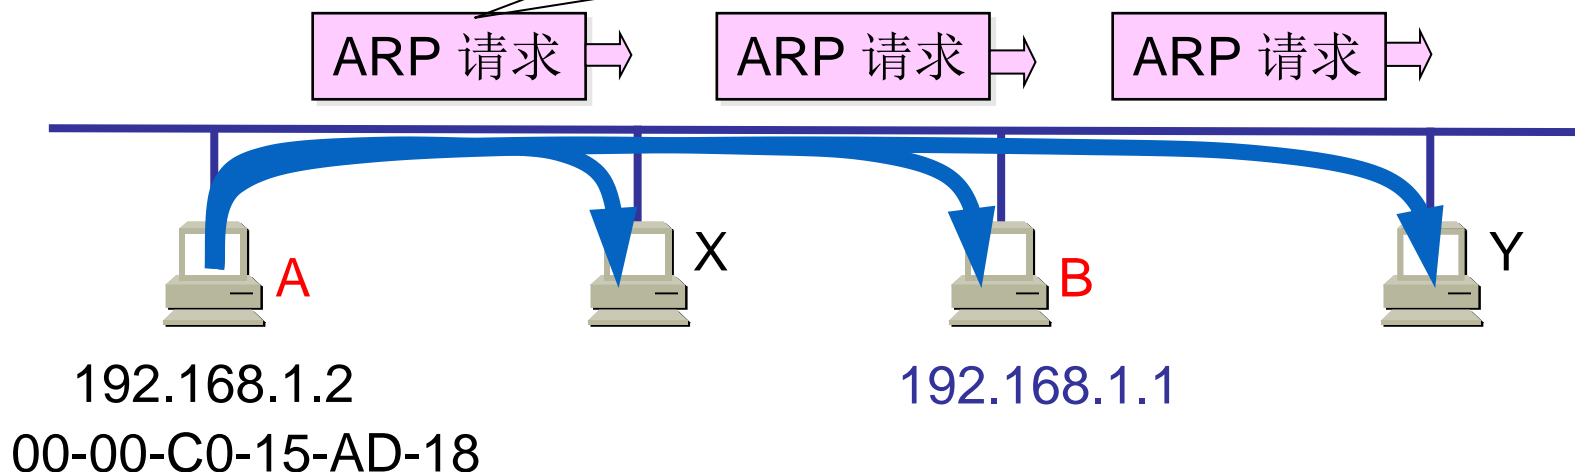 ARP 请求
ARP 请求
ARP 请求
A
X
B
Y
192.168.1.2
192.168.1.1
00-00-C0-15-AD-18